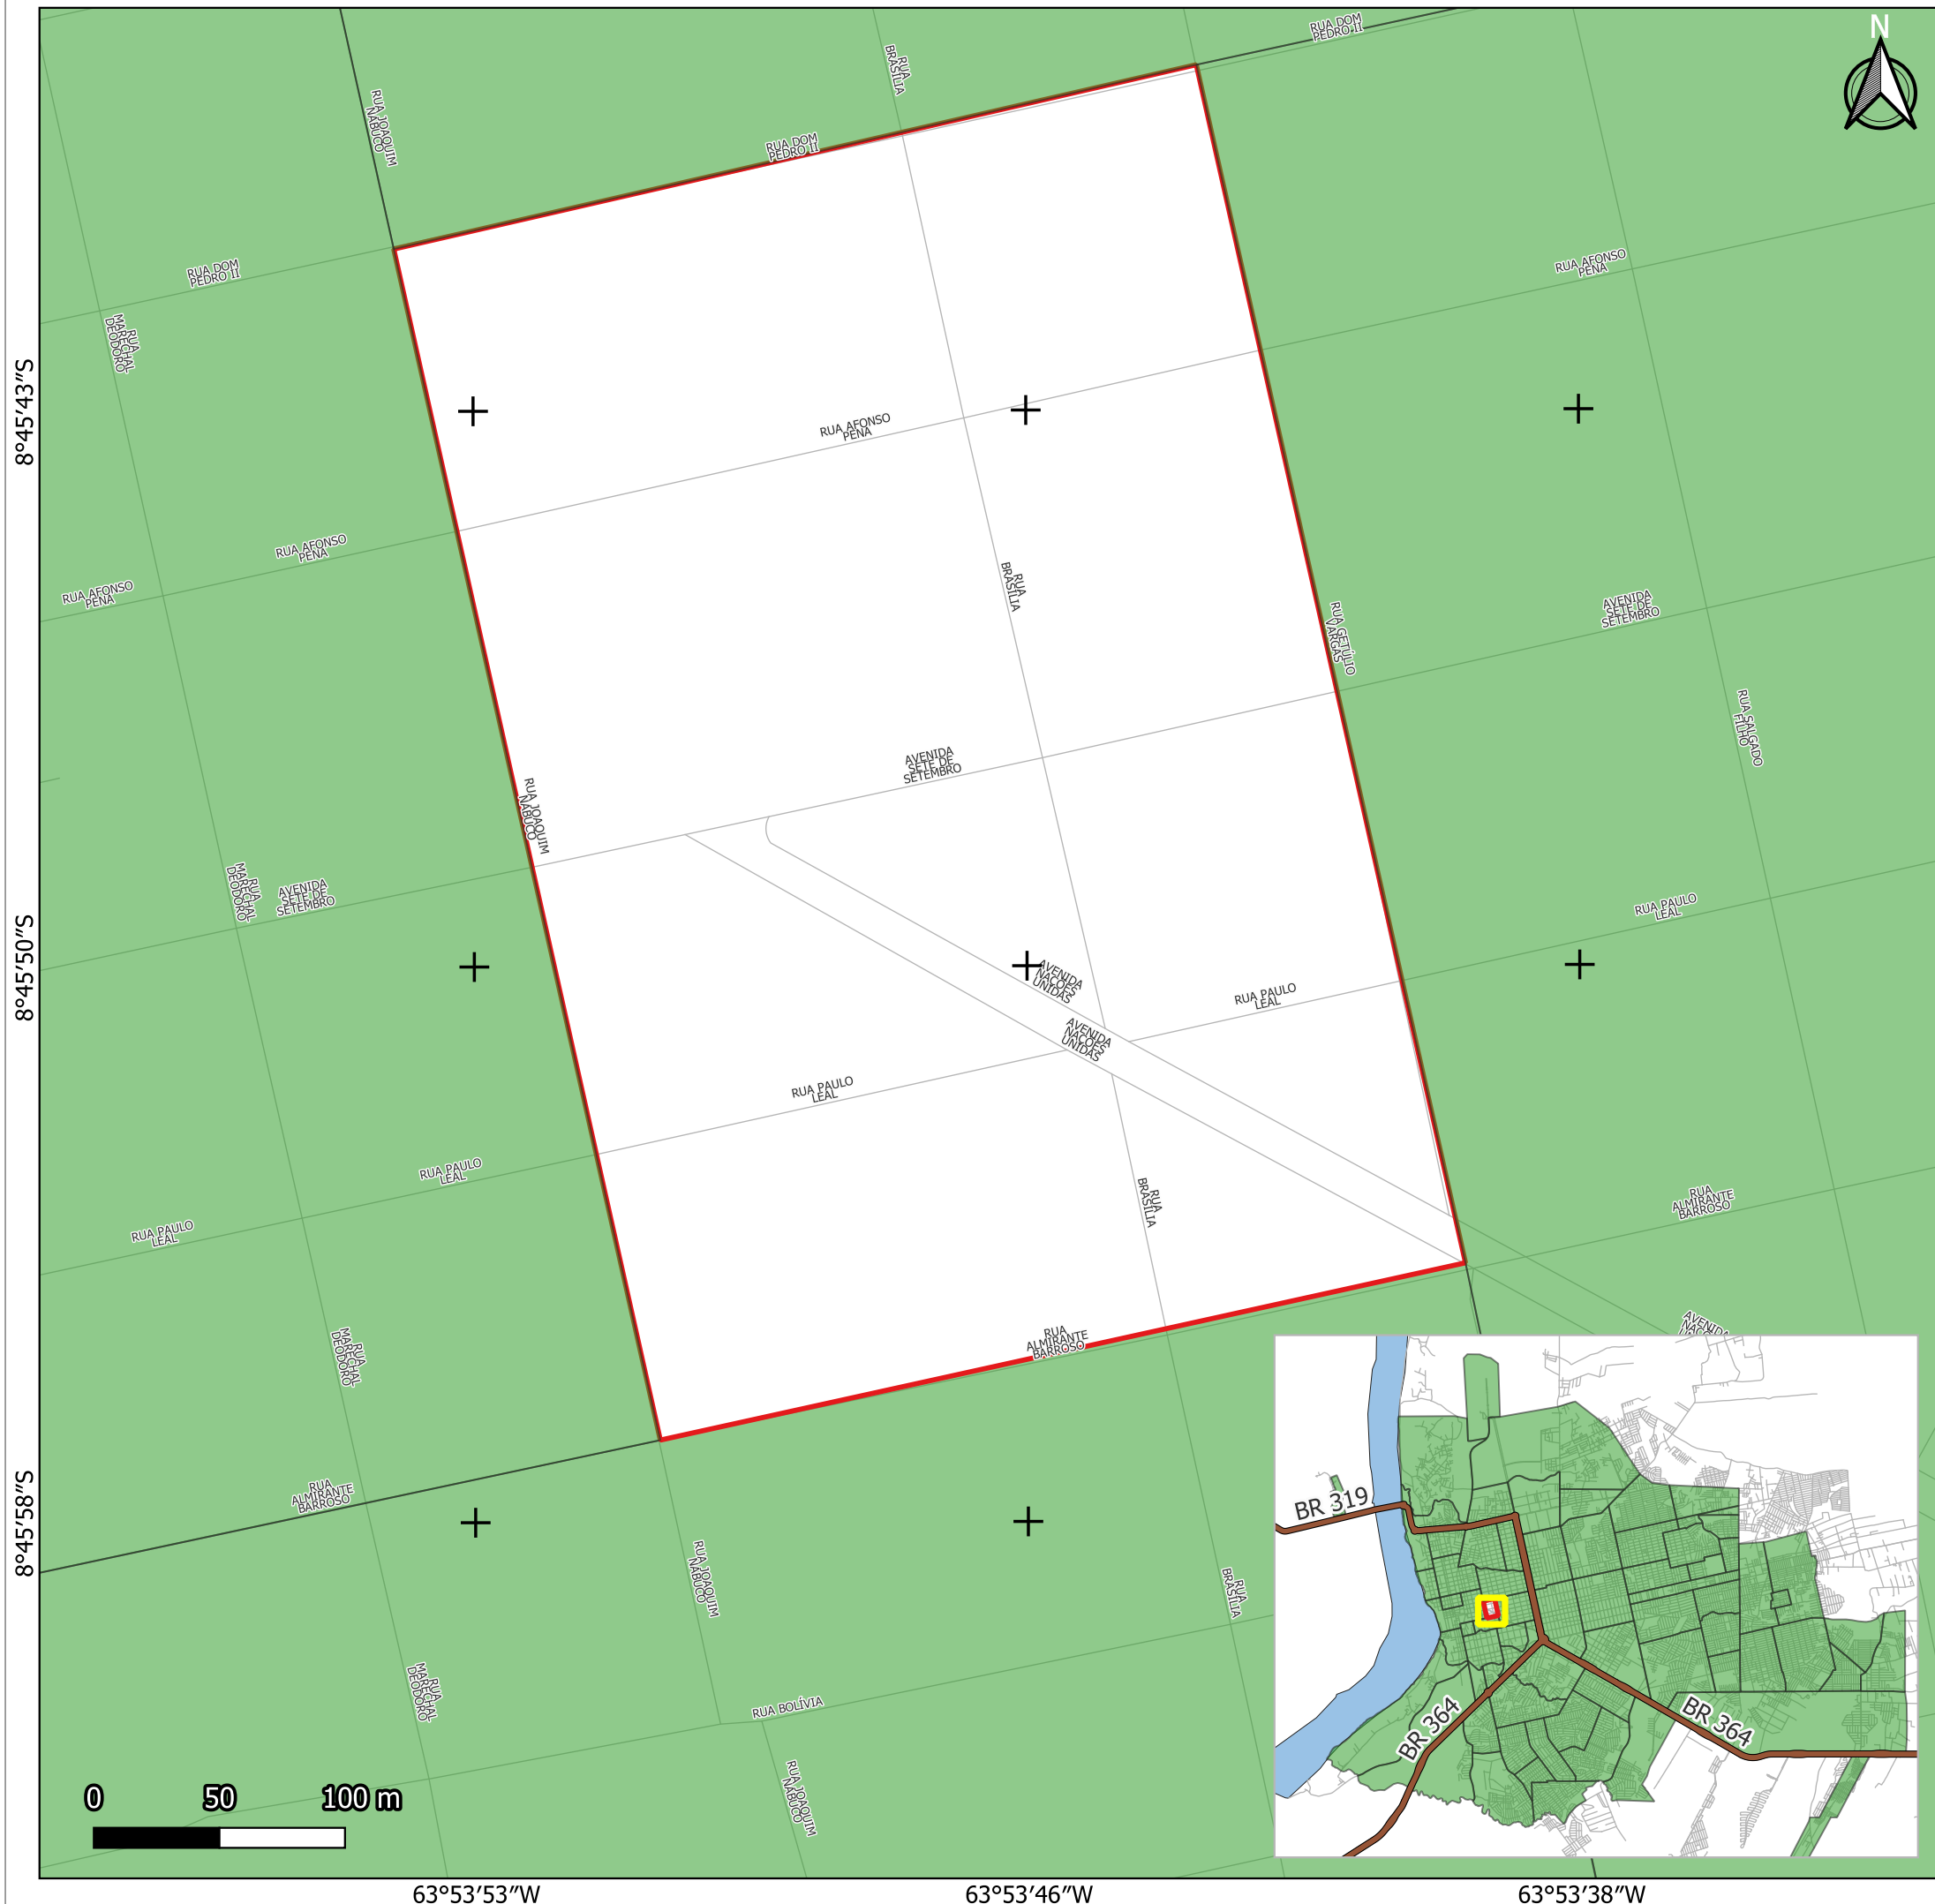 RUA DOM
PEDRO II
N
RUA
BRASÍLIA
RUA JOAQUIM
NABUCO
RUA DOM
PEDRO II
RUA DOM
PEDRO II
RUA AFONSO
PENA
RUA
MARECHAL
DEODORO
8°45′43″S
RUA AFONSO
PENA
RUA AFONSO
PENA
RUA AFONSO
PENA
RUA
BRASÍLIA
RUA GETÚLIO
VARGAS
AVENIDA
SETE DE
SETEMBRO
RUA SALGADO
FILHO
AVENIDA
SETE DE
SETEMBRO
RUA JOAQUIM
NABUCO
RUA
MARECHAL
DEODORO
AVENIDA
SETE DE
SETEMBRO
RUA PAULO
LEAL
8°45′50″S
AVENIDA
NAÇÕES
UNIDAS
RUA PAULO
LEAL
AVENIDA
NAÇÕES
UNIDAS
RUA PAULO
LEAL
RUA PAULO
LEAL
RUA
BRASÍLIA
RUA
ALMIRANTE
BARROSO
RUA PAULO
LEAL
RUA
ALMIRANTE
BARROSO
RUA
MARECHAL
DEODORO
AVENIDA
RUA
ALMIRANTE
BARROSO
8°45′58″S
BR 319
RUA JOAQUIM
NABUCO
RUA
BRASÍLIA
RUA
MARECHAL
DEODORO
RUA BOLÍVIA
BR 364
BR 364
RUA JOAQUIM
NABUCO
0 50 100 m
63°53′53″W 63°53′46″W 63°53′38″W